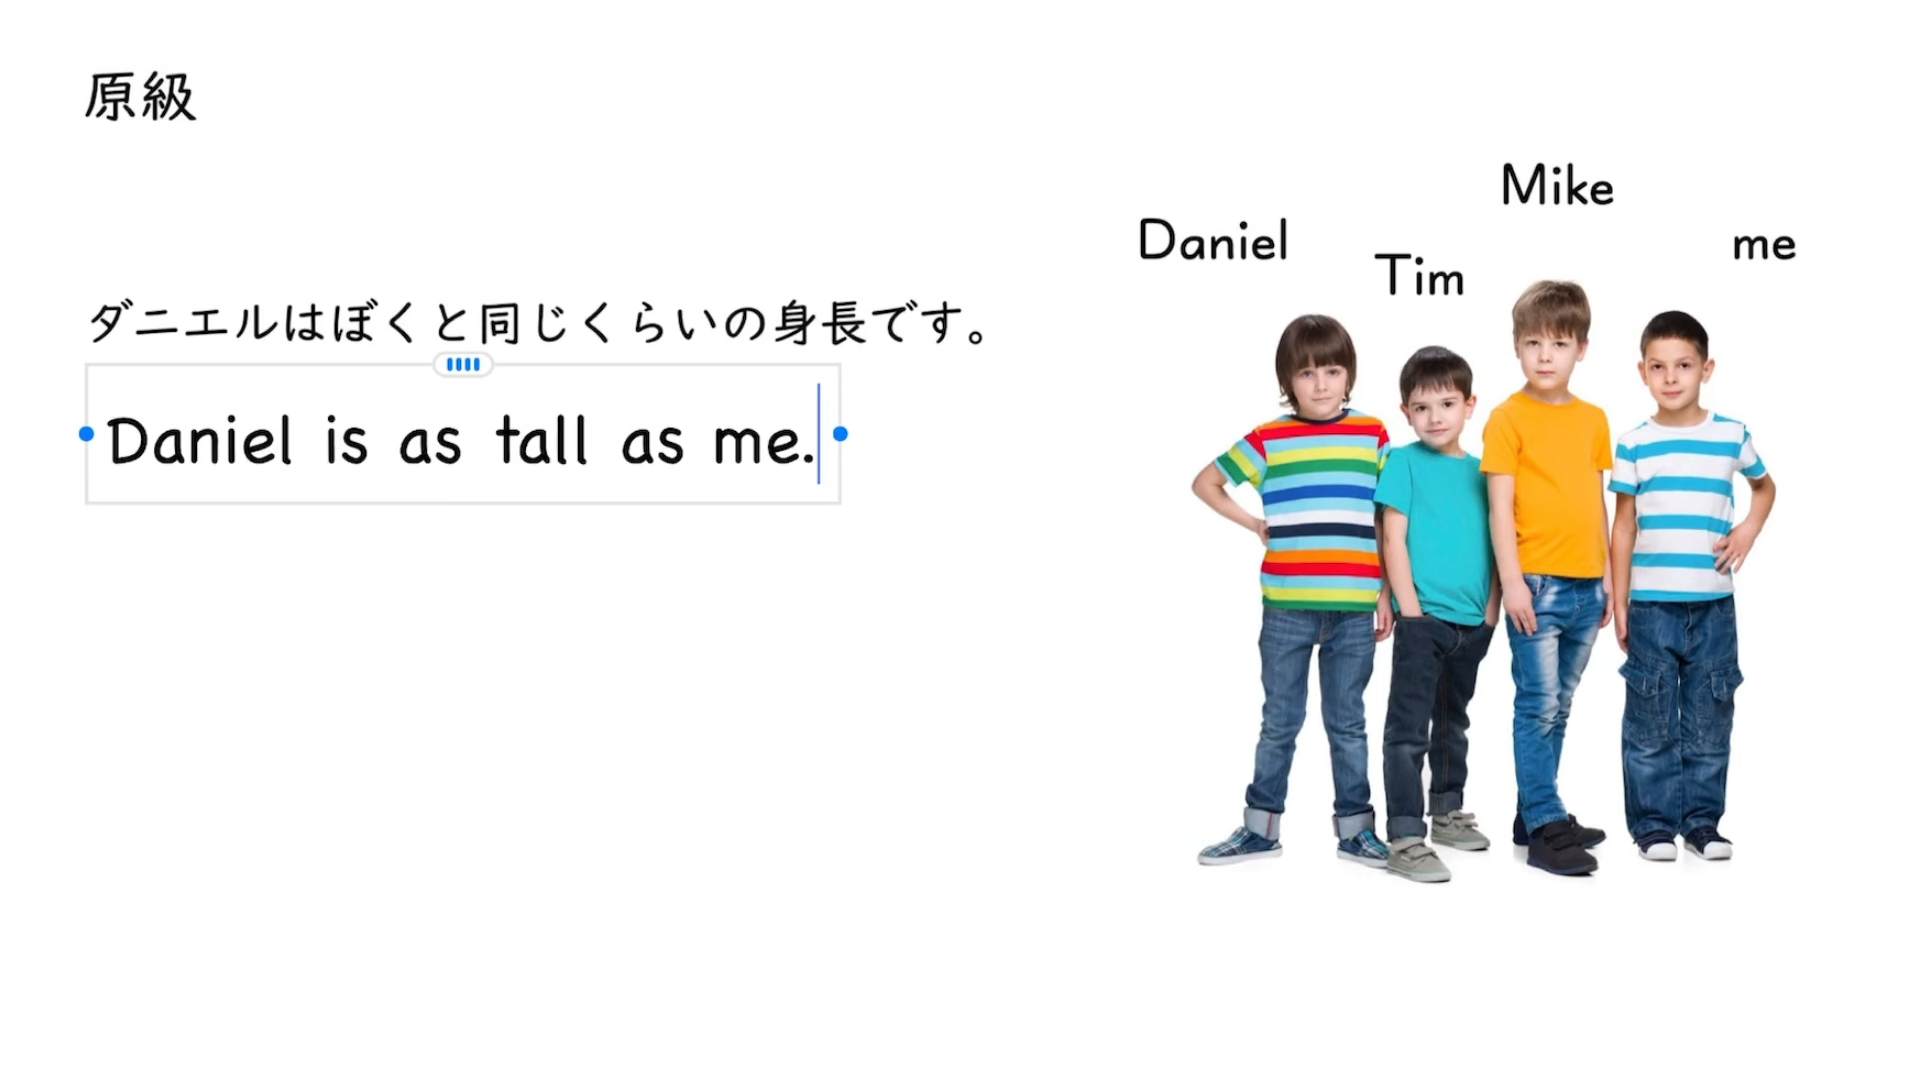 原級
Mike
Daniel
me
Tim
ダニエルはぼくと同じくらいの身長です。
Daniel is as tall as me.